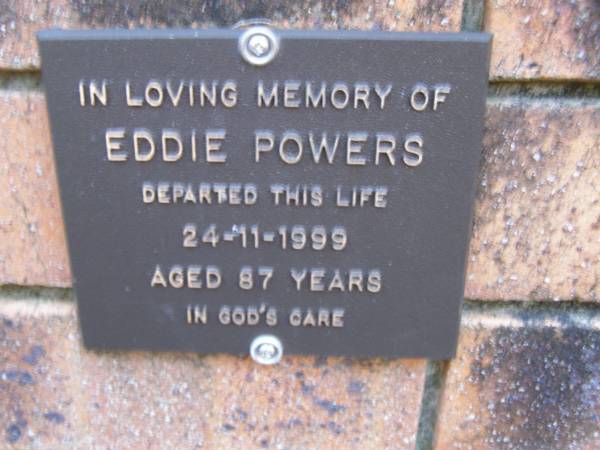 IN LOVING MEMORY OF
EDDIE POWERS
DEPARTED THIS LIFE
24-11-1999
AGED 87 YEARS
IN GOD'S CARE